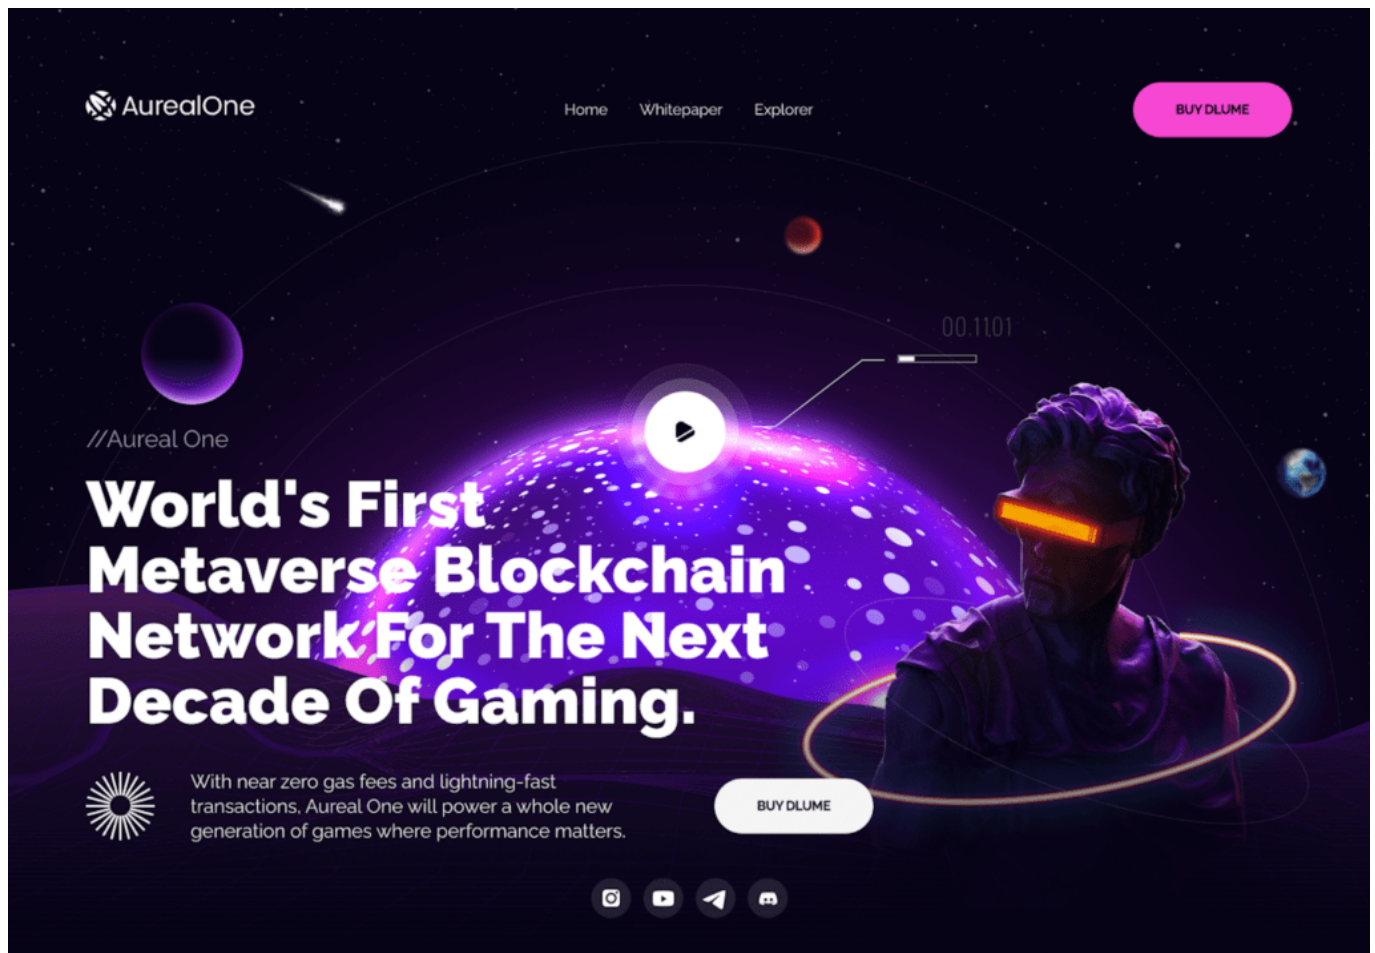 AurealOne
Home Whitepaper Explorer
BUY DLUME
00.1101
//Aureal One
World's First
Metaverse Blockchain
Network For The Next
Decade Of Gaming.
With near zero gas fees and lightning-fast
transactions, Aureal One will power a whole new
generation of games where performance matters.
BUY DLUME